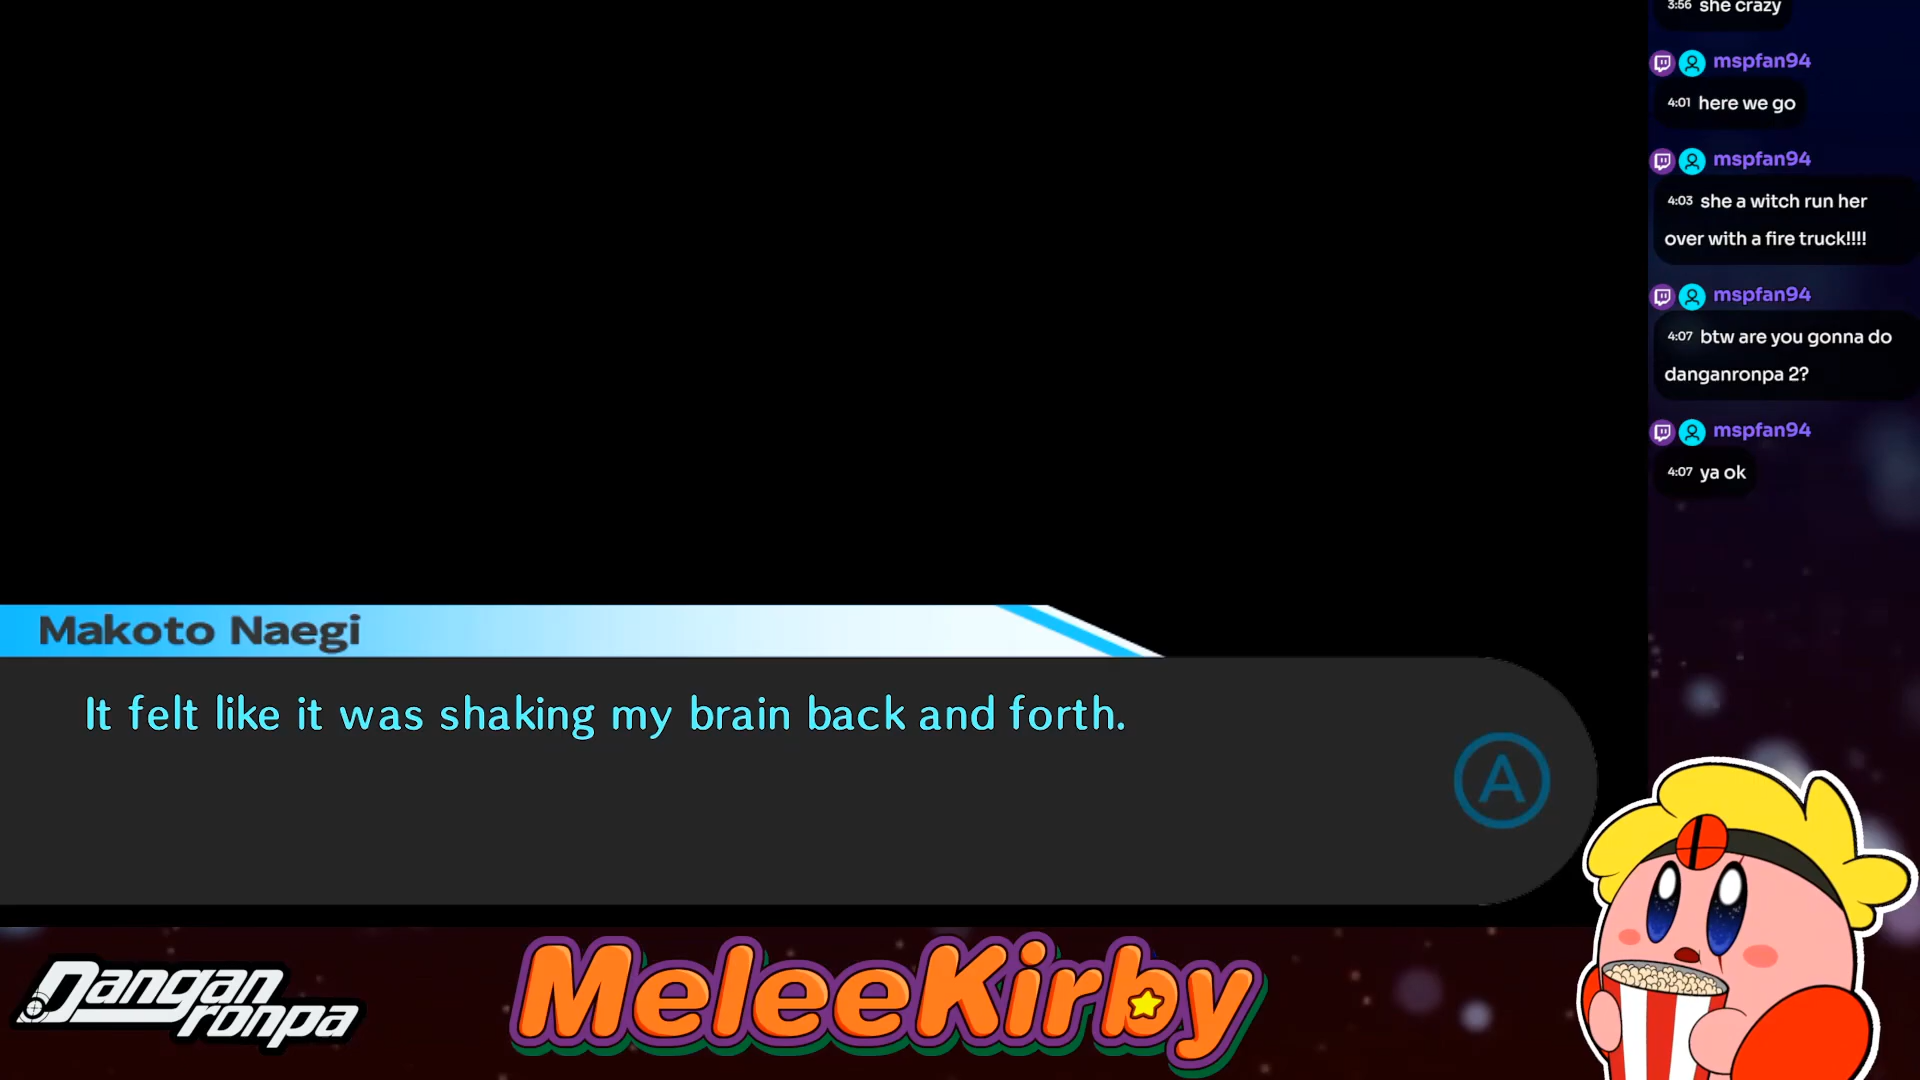 3:56 she crazy
mspfan94
4:01 here we go
mspfan94
4:03 she a witch run her
over with a fire truck!!!!
mspfan94
4:07 btw are you gonna do
danganronpa 2?
mspfan94
4:07 ya ok
Makoto Naegi
It felt like it was shaking my brain back and forth.
A
Dangan
ronpa
MeleeKirby